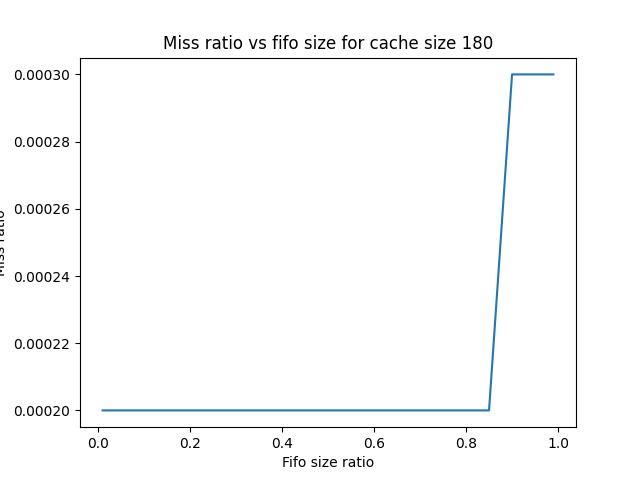 Miss ratio vs fifo size for cache size 180
0.00030
0.00028
0.00026
0.00024
0.00022
0.00020
Miss ratio
0.0 0.2 0.4 0.6 0.8 1.0
Fifo size ratio